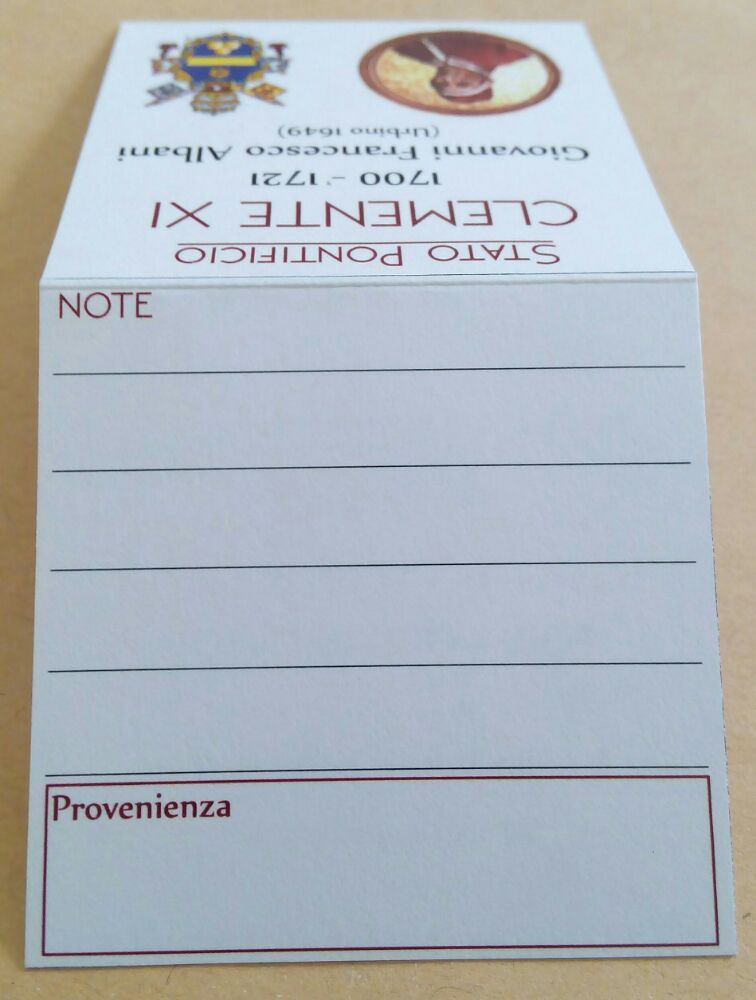 STATO PONTIFICIO
CLEMENTE XI
1700 - 1721
Giovanni Francesco Albani
(Urbino 1649)
NOTE
Provenienza